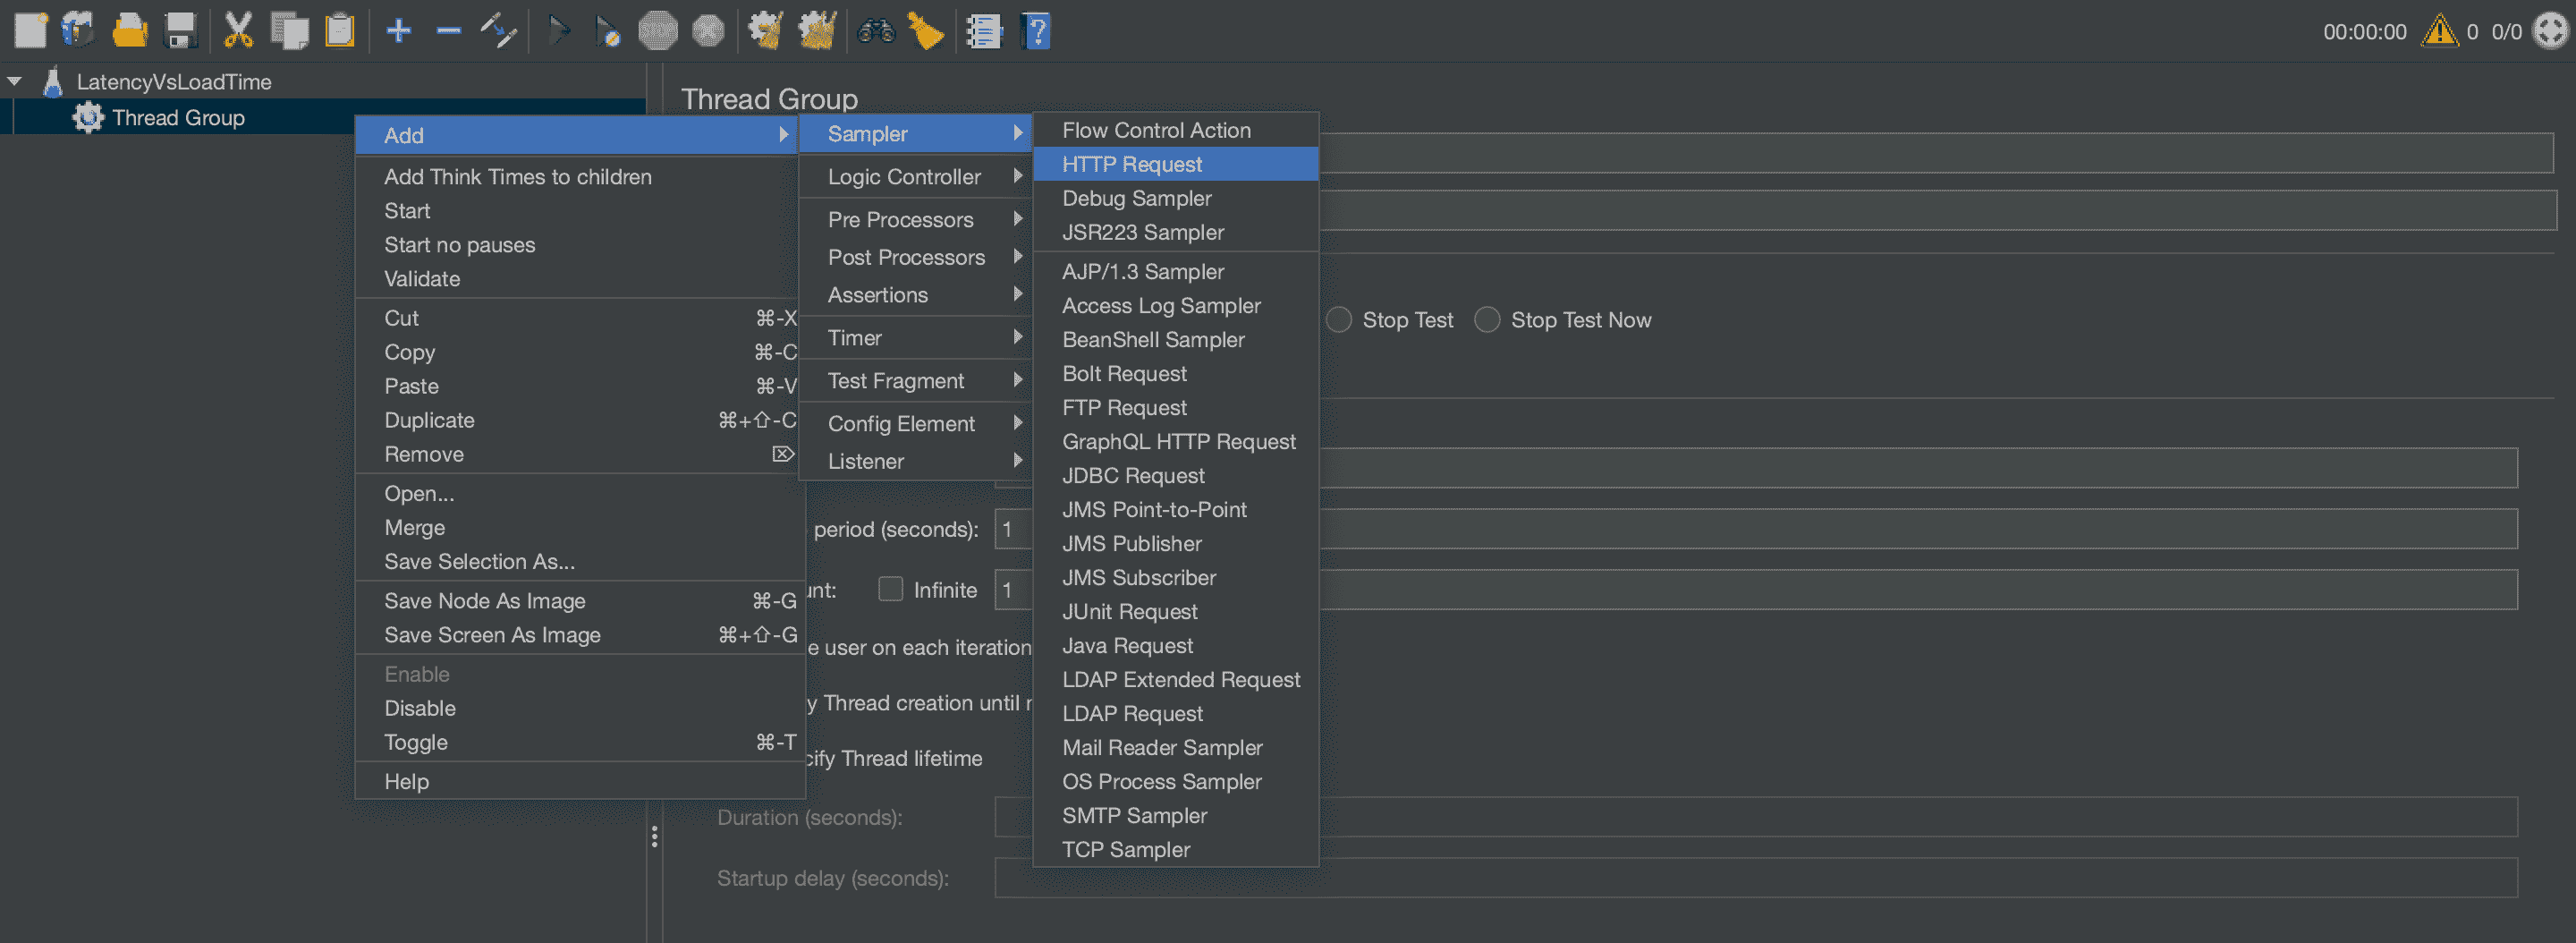 00:00:00 0 0/0
LatencyVsLoadTime
Thread Group
Thread Group
Add
Add Think Times to children
Start
Start no pauses
Validate
Cut ⌘-X
Copy ⌘-C
Paste ⌘-V
Duplicate ⌘+⇧-C
Remove ⌦
Open...
Merge
Save Selection As...
Save Node As Image ⌘-G
Save Screen As Image ⌘+⇧-G
Enable
Disable
Toggle ⌘-T
Help
Sampler
Logic Controller
Pre Processors
Post Processors
Assertions
Timer
Test Fragment
Config Element
Listener
Flow Control Action
HTTP Request
Debug Sampler
JSR223 Sampler
AJP/1.3 Sampler
Access Log Sampler
BeanShell Sampler
Bolt Request
FTP Request
GraphQL HTTP Request
JDBC Request
JMS Point-to-Point
JMS Publisher
JMS Subscriber
JUnit Request
Java Request
LDAP Extended Request
LDAP Request
Mail Reader Sampler
OS Process Sampler
SMTP Sampler
TCP Sampler
Stop Test Stop Test Now
period (seconds): 1
Infinite 1
user on each iteration
Thread creation until
Thread lifetime
Duration (seconds):
Startup delay (seconds):